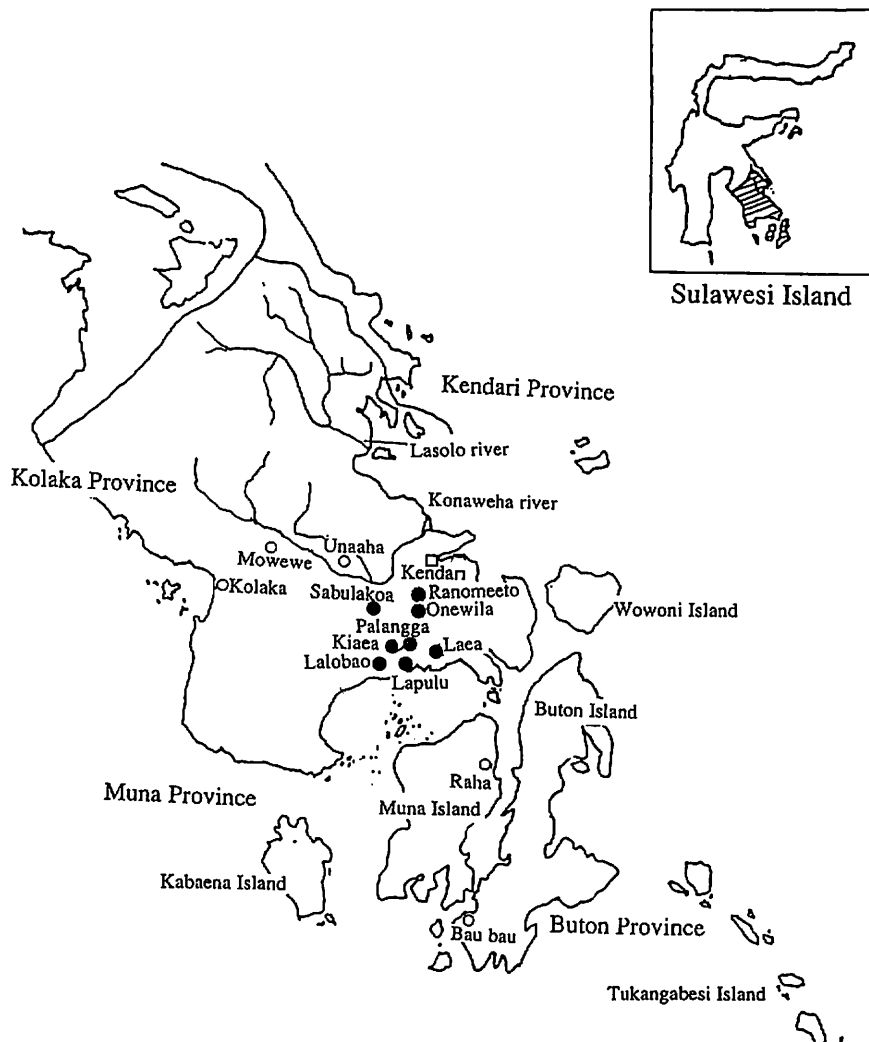 Sulawesi Island
Kendari Province
Lasolo river
Kolaka Province
Konaweha river
Unaaha
Mowewe
Kendari
Kolaka
Sabulakoa
Ranomeeto
Onewila
Wowoni Island
Palangga
Kiaea
Laea
Lalobao
Lapulu
Buton Island
Raha
Muna Province
Muna Island
Kabaena Island
Bau bau
Buton Province
Tukangabesi Island